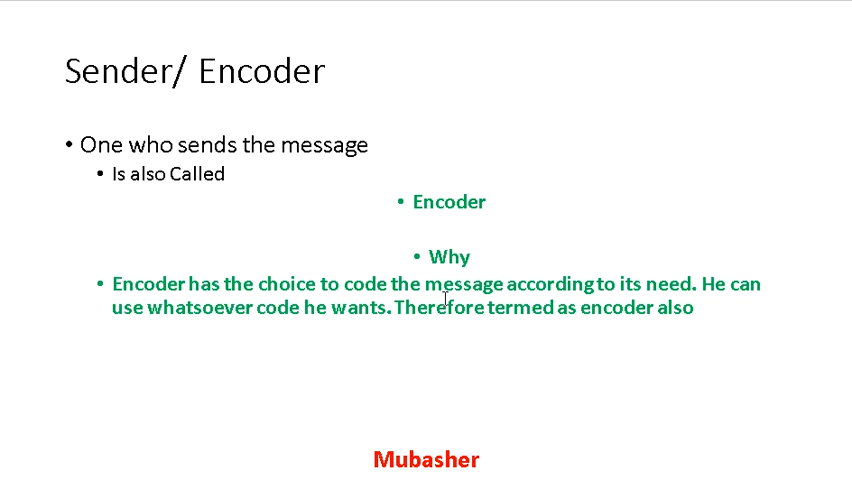 Sender/ Encoder
• One who sends the message
• Is also Called
• Encoder
• Why
• Encoder has the choice to code the message according to its need. He can
use whatsoever code he wants. Therefore termed as encoder also
Mubasher